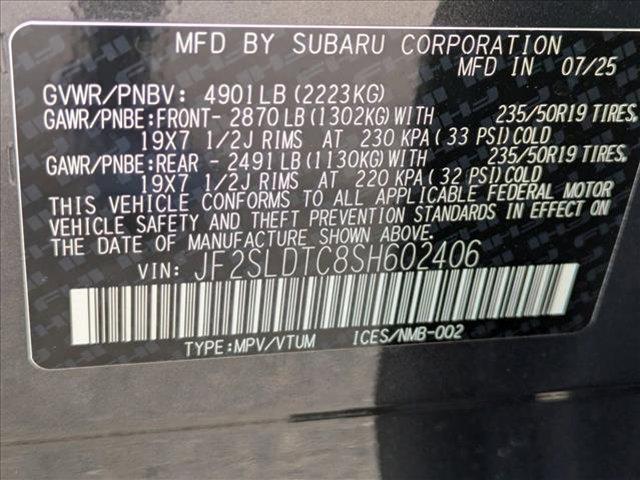 MFD BY SUBARU CORPORATION
MFD IN 07/25
GVWR/PNBV: 4901LB (2223KG)
GAWR/PNBE:FRONT- 2870 LB(1302KG)WITH 235/50R19 TIRES,
19X7 1/2J RIMS AT 230 KPA(33 PSI)COLD
GAWR/PNBE:REAR - 2491 LB(1130KG)WITH 235/50R19 TIRES,
19X7 1/2J RIMS AT 220 KPA(32 PSI)COLD
THIS VEHICLE CONFORMS TO ALL APPLICABLE FEDERAL MOTOR
VEHICLE SAFETY AND THEFT PREVENTION STANDARDS IN EFFECT ON
THE DATE OF MANUFACTURE SHOWN ABOVE.
VIN: JF2SLDTC8SH602406
TYPE:MPV/VTUM ICES/NMB-002